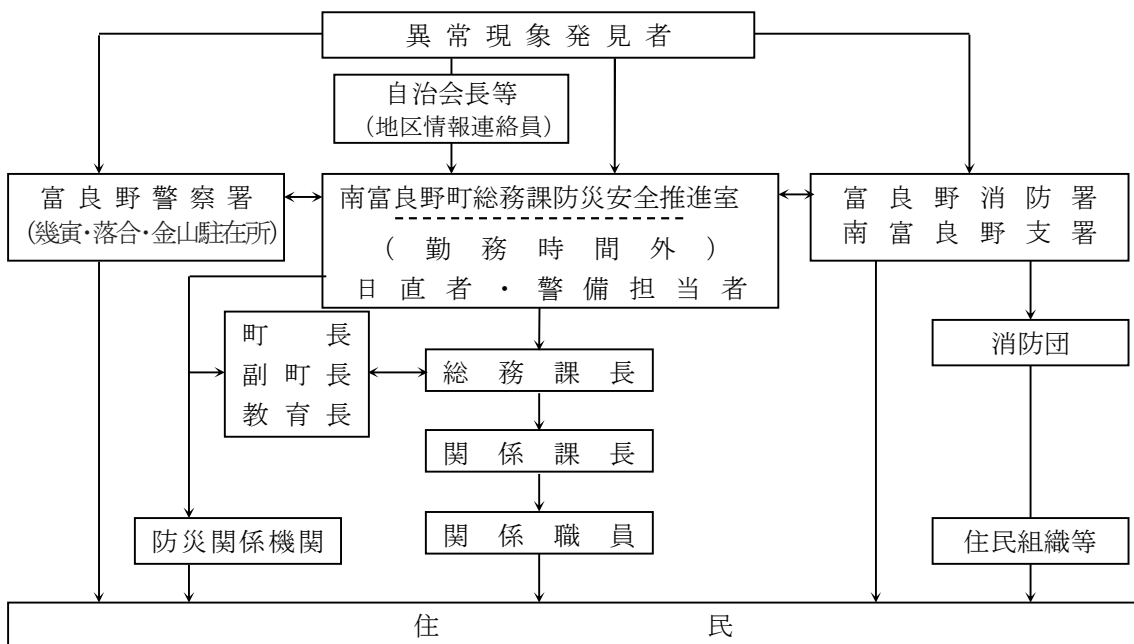 異常現象発見者
自治会長等
（地区情報連絡員）
富良野警察署
(幾寅・落合・金山駐在所)
南富良野町総務課防災安全推進室
(勤務時間外)
日直者・警備担当者
富良野消防署
南富良野支署
町長
副町長
教育長
総務課長
消防団
関係課長
防災関係機関
関係職員
住民組織等
住民